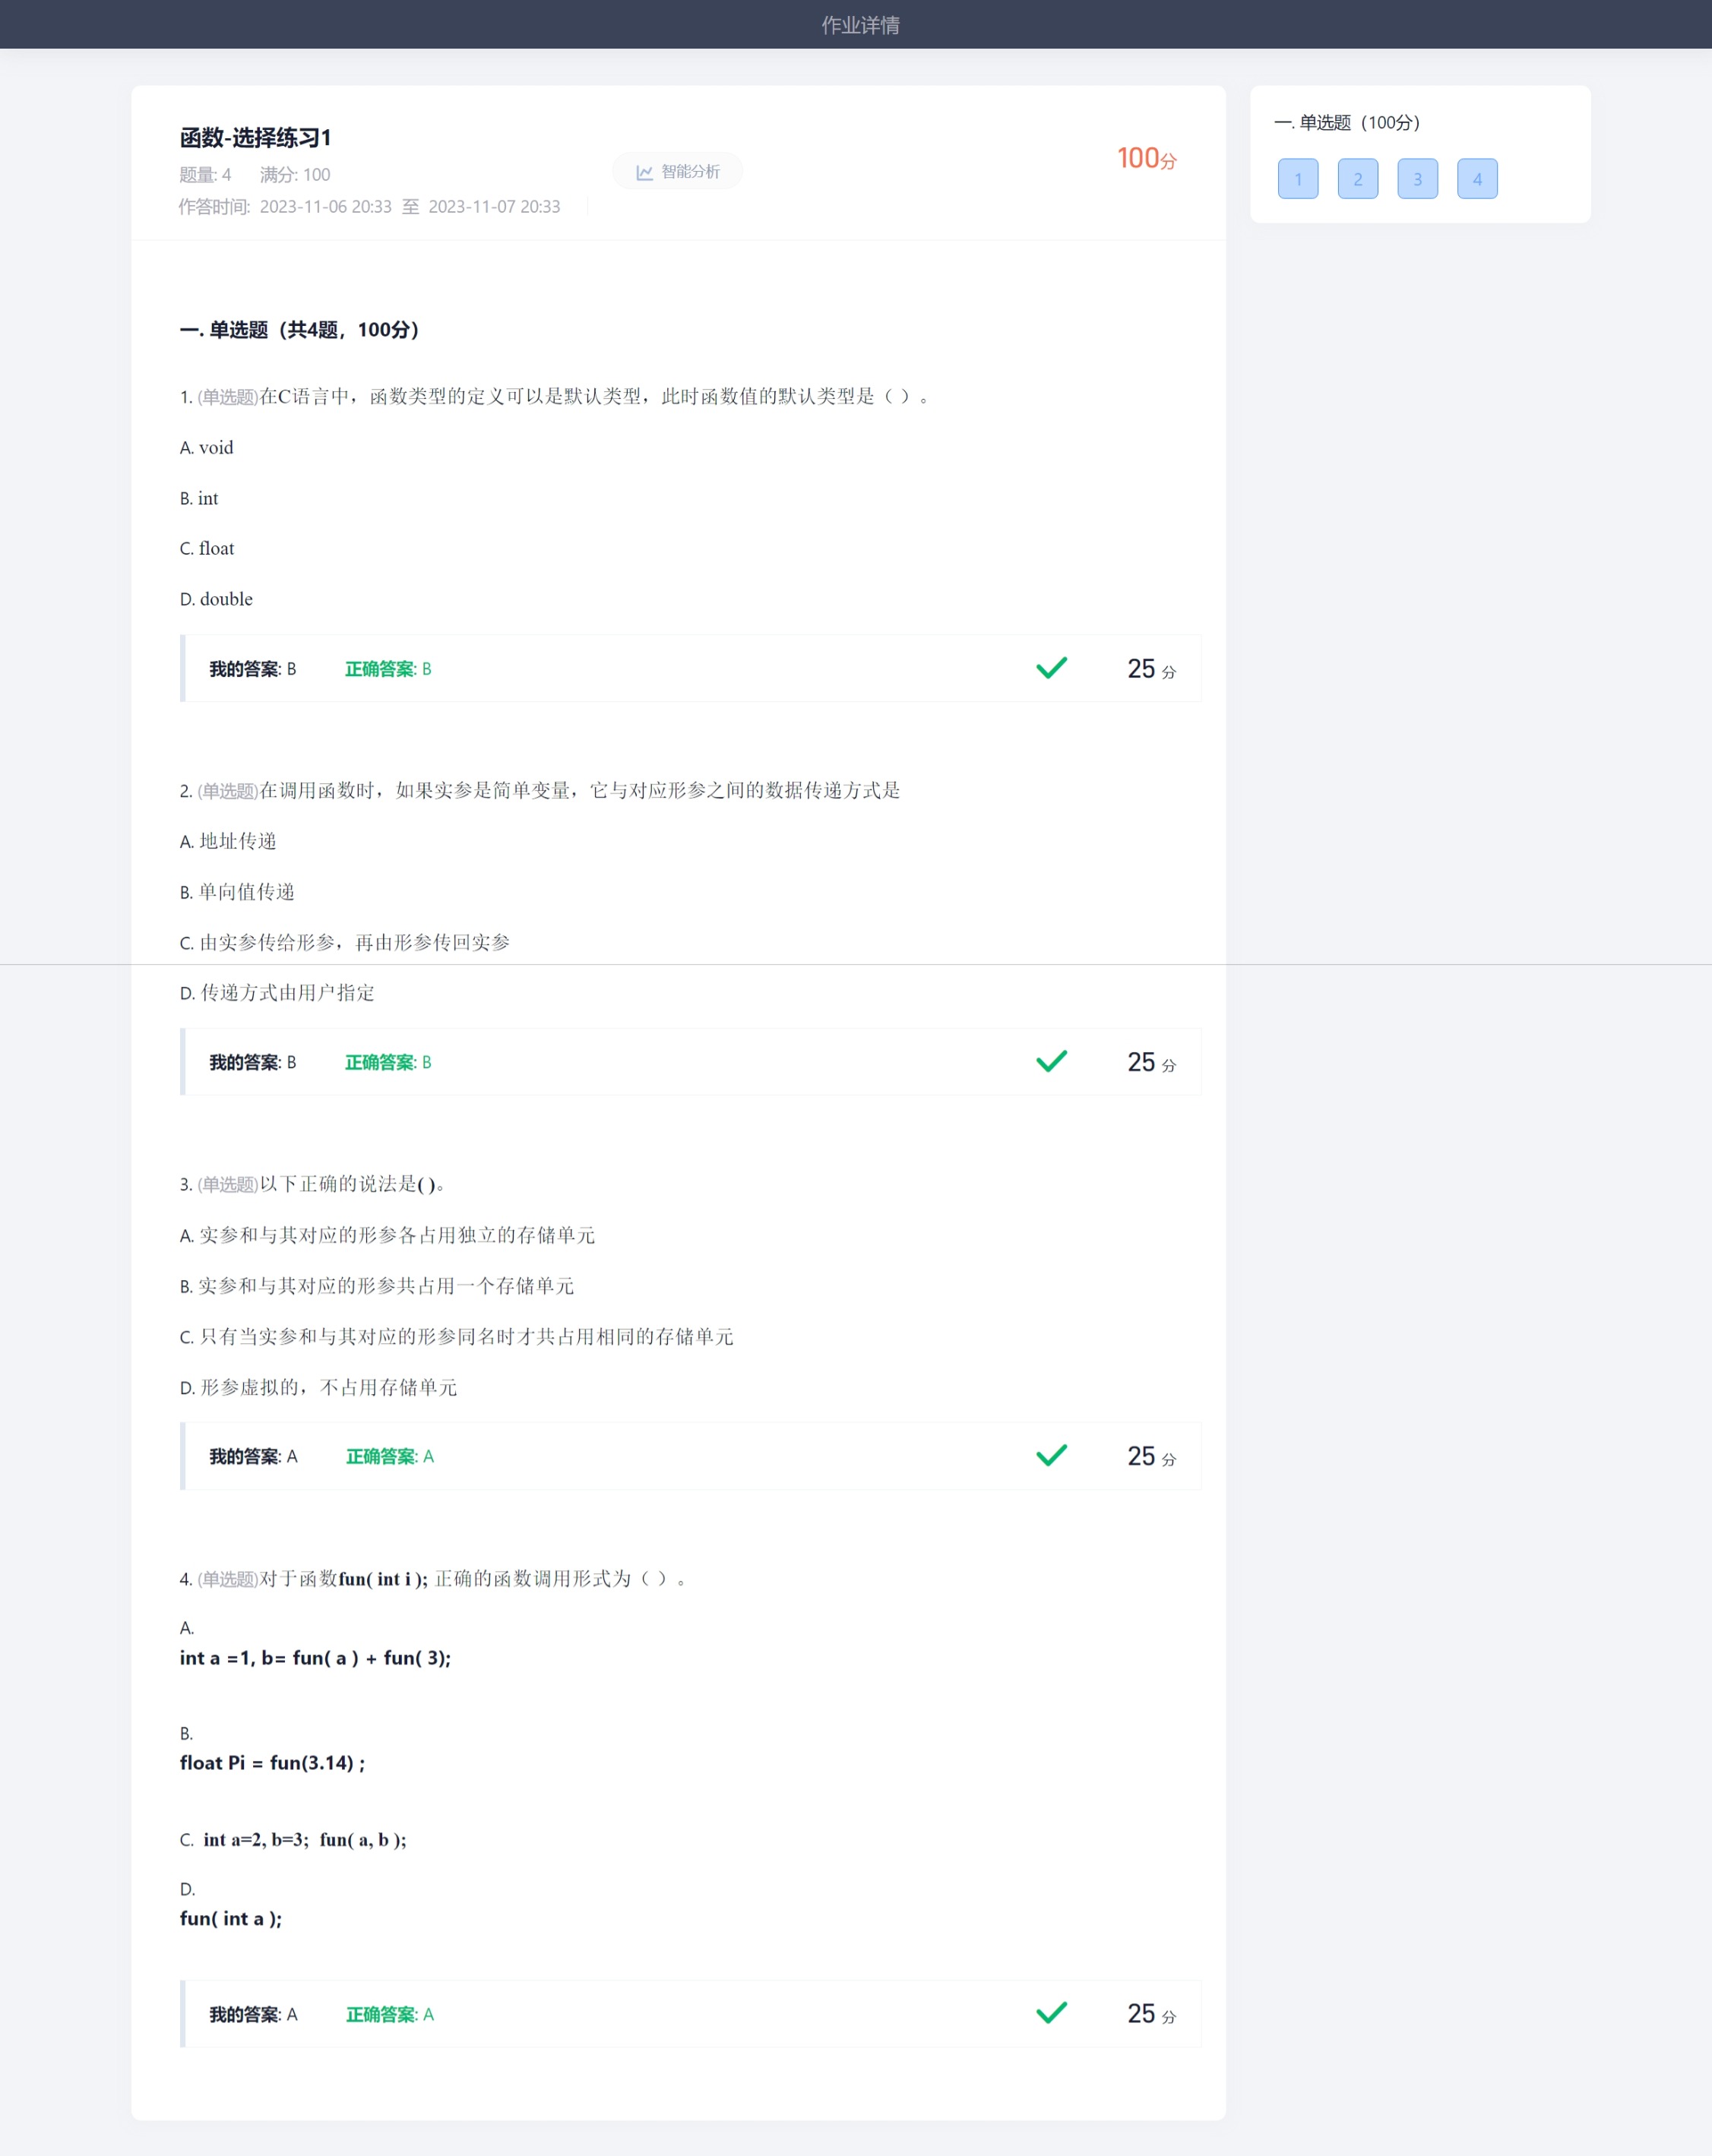 作业详情
函数-选择练习1
题量: 4 满分: 100
作答时间: 2023-11-06 20:33 至 2023-11-07 20:33
智能分析
100分
一. 单选题（100分）
1 2 3 4
一. 单选题（共4题，100分）
1. (单选题)在C语言中，函数类型的定义可以是默认类型，此时函数值的默认类型是（ ）。
A. void
B. int
C. float
D. double
我的答案: B 正确答案: B 25 分
2. (单选题)在调用函数时，如果实参是简单变量，它与对应形参之间的数据传递方式是
A. 地址传递
B. 单向值传递
C. 由实参传给形参，再由形参传回实参
D. 传递方式由用户指定
我的答案: B 正确答案: B 25 分
3. (单选题)以下正确的说法是( )。
A. 实参和与其对应的形参各占用独立的存储单元
B. 实参和与其对应的形参共占用一个存储单元
C. 只有当实参和与其对应的形参同名时才共占用相同的存储单元
D. 形参虚拟的，不占用存储单元
我的答案: A 正确答案: A 25 分
4. (单选题)对于函数fun( int i ); 正确的函数调用形式为（ ）。
A.
int a =1, b= fun( a ) + fun( 3);
B.
float Pi = fun(3.14) ;
C. int a=2, b=3; fun( a, b );
D.
fun( int a );
我的答案: A 正确答案: A 25 分